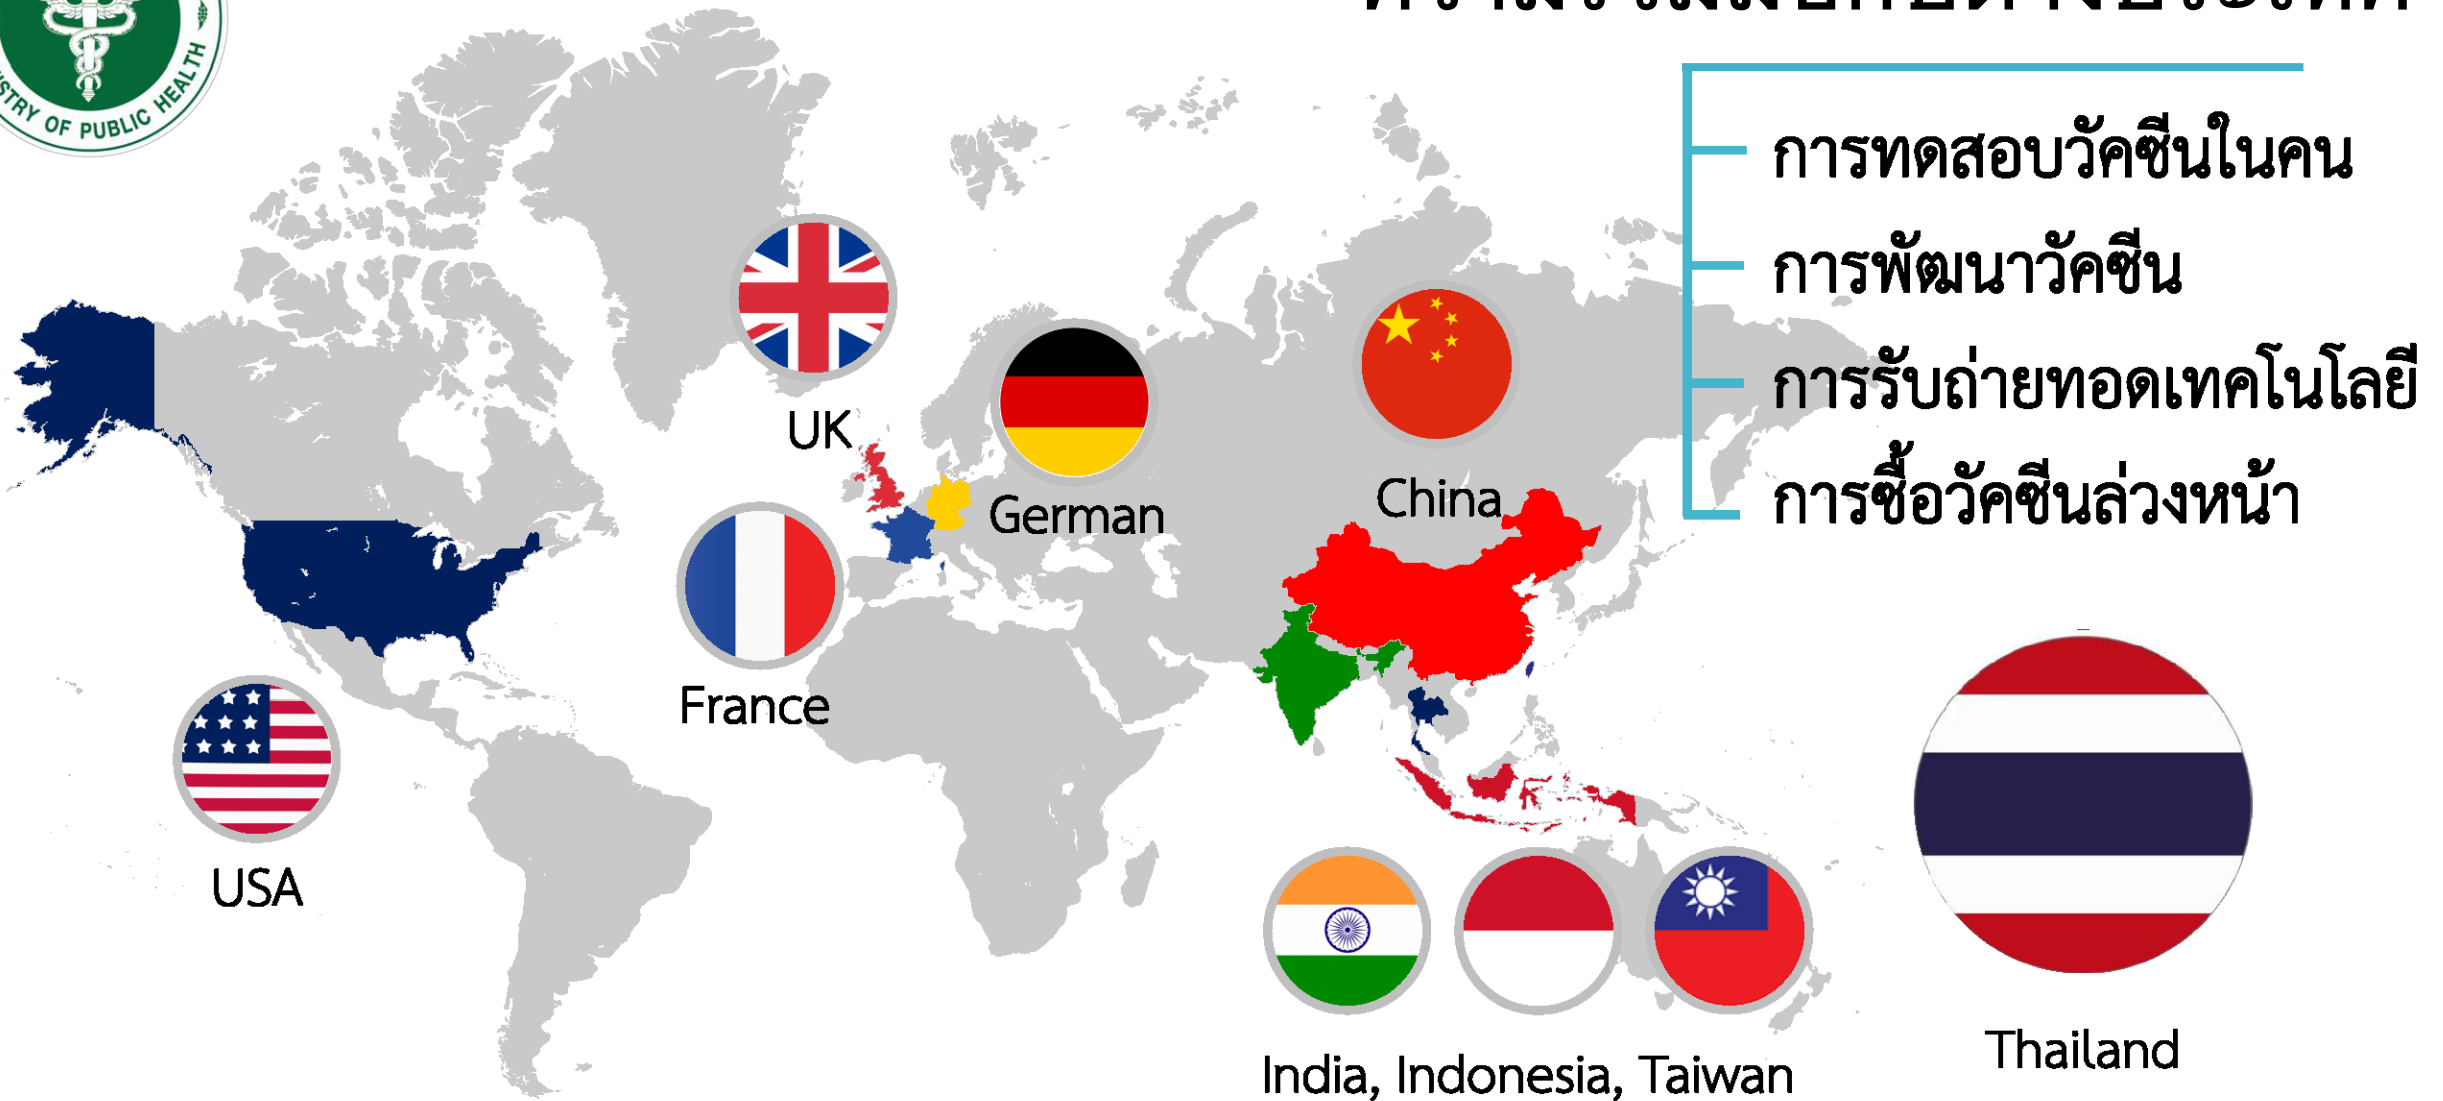 OF PUBLIC HEALTH
การทดสอบวัคซีนในคน
การพัฒนาวัคซีน
การรับถ่ายทอดเทคโนโลยี
การซื้อวัคซีนล่วงหน้า
UK
German
China
France
USA
India, Indonesia, Taiwan
Thailand